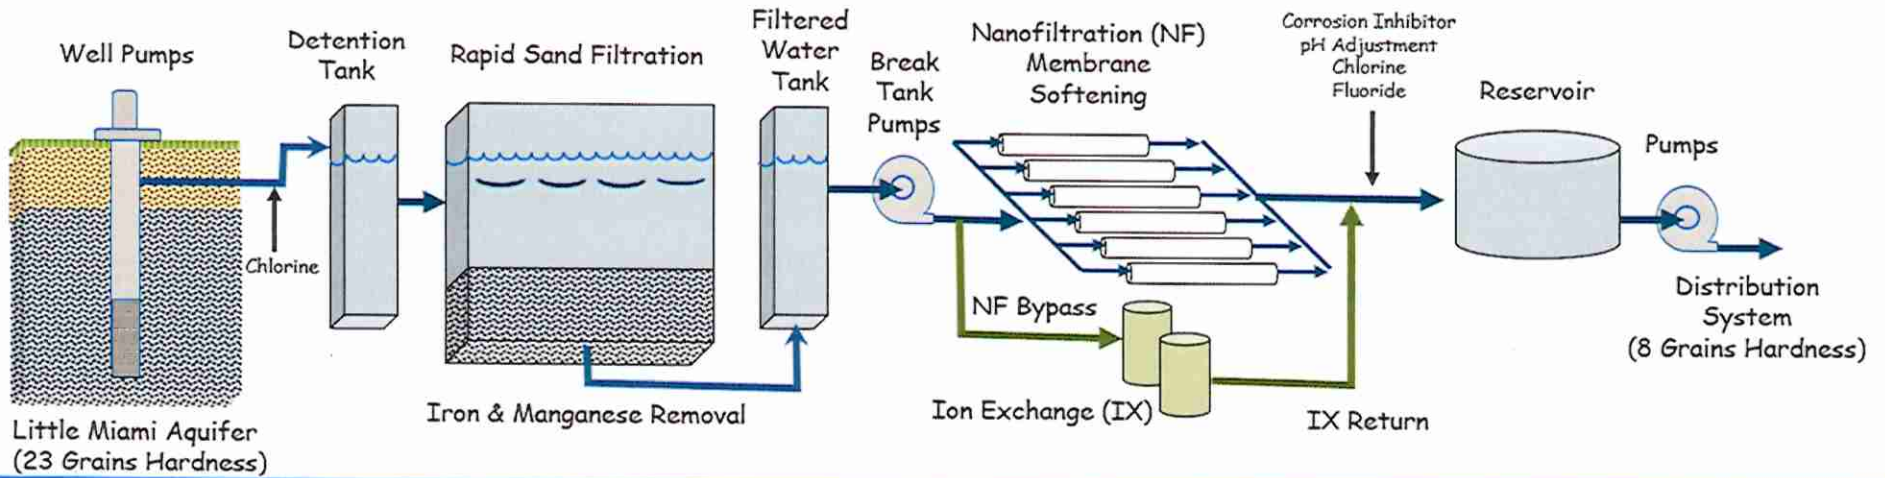 Well Pumps
Chlorine
Little Miami Aquifer
(23 Grains Hardness)
Detention
Tank
Rapid Sand Filtration
Iron & Manganese Removal
Filtered
Water
Tank
Break
Tank
Pumps
Nanofiltration (NF)
Membrane
Softening
NF Bypass
Ion Exchange (IX)
IX Return
Corrosion Inhibitor
pH Adjustment
Chlorine
Fluoride
Reservoir
Pumps
Distribution
System
(8 Grains Hardness)